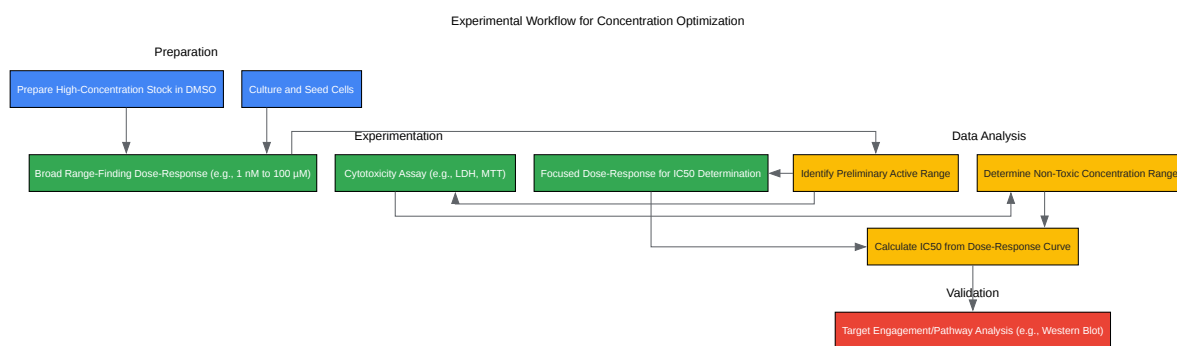 Experimental Workflow for Concentration Optimization
Preparation
Prepare High-Concentration Stock in DMSO
Culture and Seed Cells
Experimentation
Data Analysis
Broad Range-Finding Dose-Response (e.g., 1 nM to 100 µM)
Cytotoxicity Assay (e.g., LDH, MTT)
Focused Dose-Response for IC50 Determination
Identify Preliminary Active Range
Determine Non-Toxic Concentration Range
Calculate IC50 from Dose-Response Curve
Validation
Target Engagement/Pathway Analysis (e.g., Western Blot)